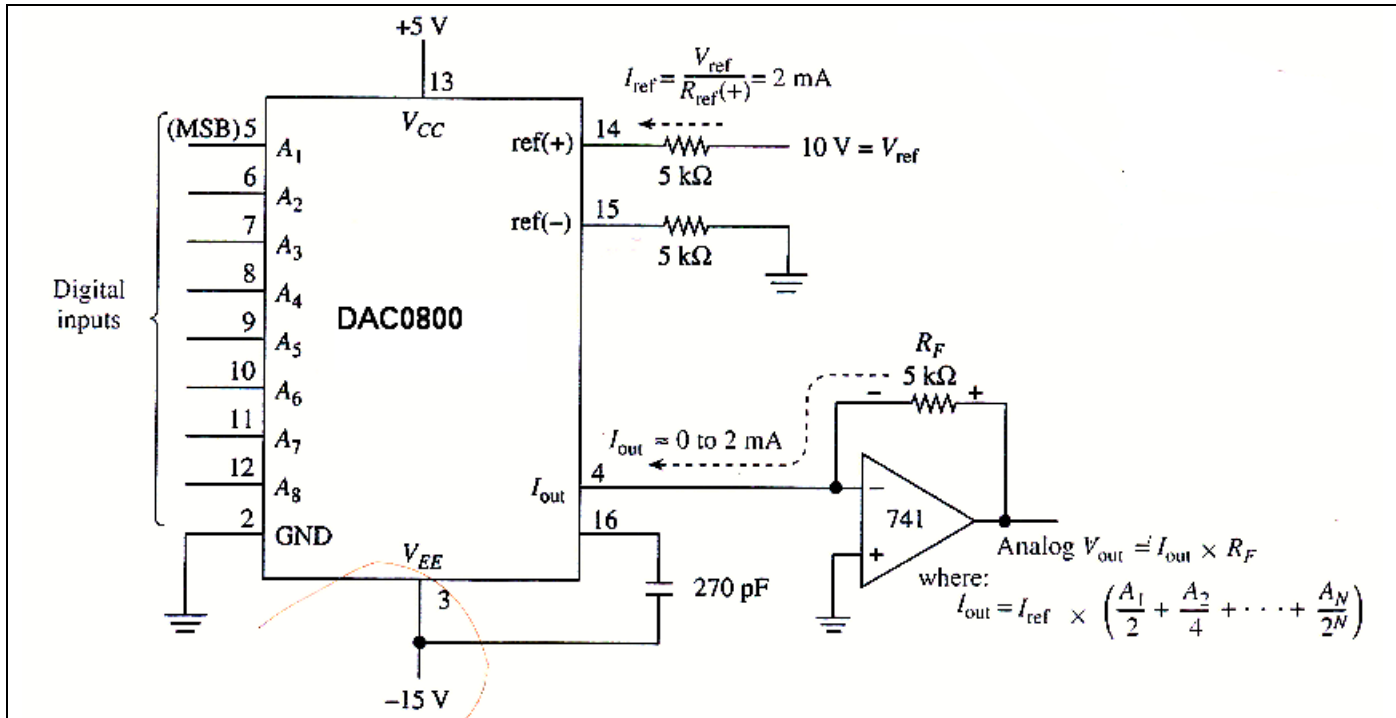 +5 V
13
V_CC
I_ref = V_ref / R_ref(+) = 2 mA
(MSB) 5 A_1
6 A_2
7 A_3
8 A_4
9 A_5
10 A_6
11 A_7
12 A_8
2 GND
Digital
inputs
DAC0800
ref(+) 14
5 kΩ
10 V = V_ref
ref(−) 15
5 kΩ
R_F
5 kΩ
− +
I_out = 0 to 2 mA
I_out 4
16
270 pF
V_EE
3
−15 V
−
741
+
Analog V_out = I_out × R_F
where:
I_out = I_ref × (A_1/2 + A_2/4 + · · · + A_N/2^N)